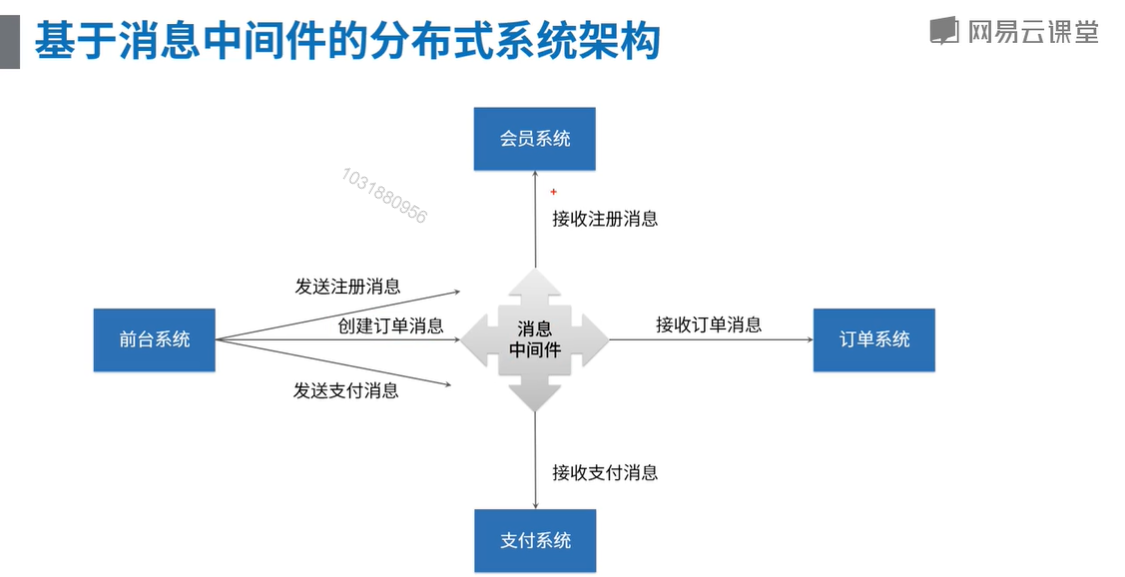 基于消息中间件的分布式系统架构
网易云课堂
会员系统
1031880956
接收注册消息
发送注册消息
创建订单消息
接收订单消息
前台系统
消息
中间件
订单系统
发送支付消息
接收支付消息
支付系统